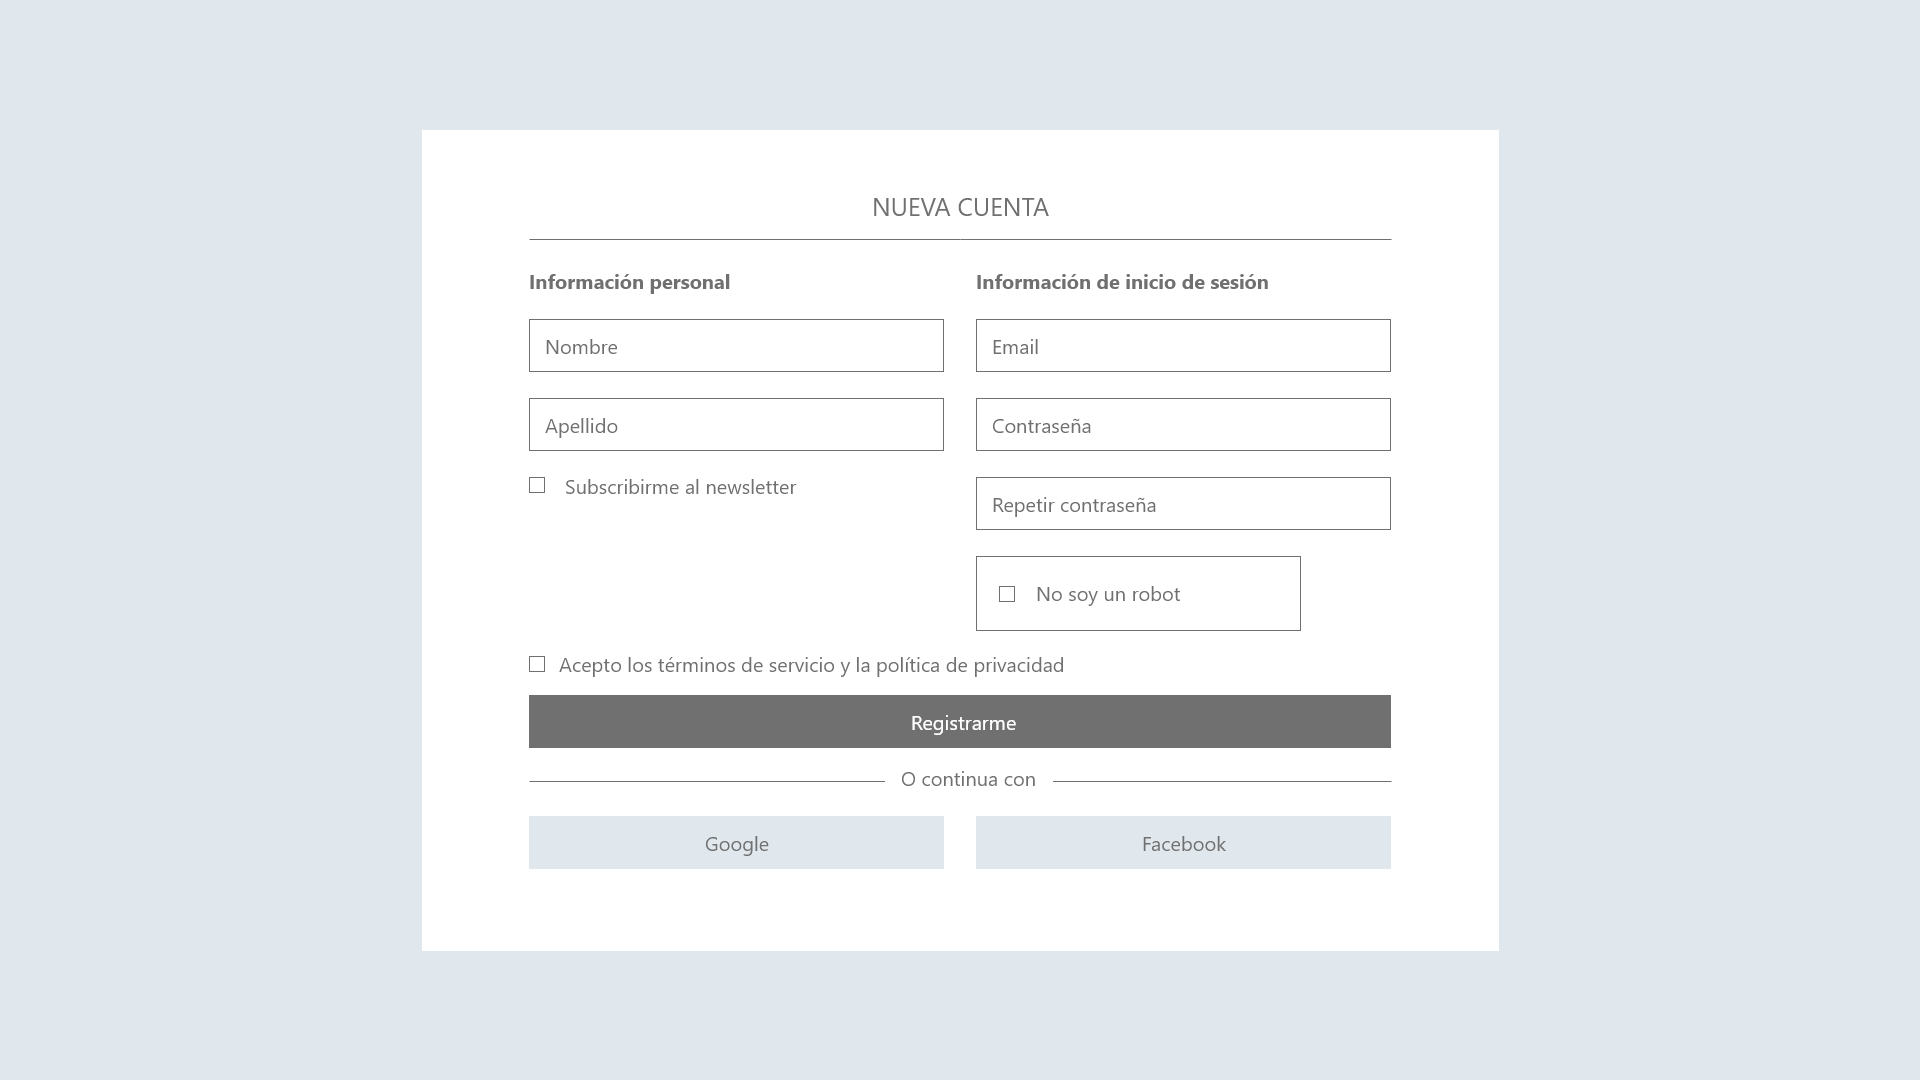 NUEVA CUENTA
Información personal
Nombre
Apellido
Subscribirme al newsletter
Información de inicio de sesión
Email
Contraseña
Repetir contraseña
No soy un robot
Acepto los términos de servicio y la política de privacidad
Registrarme
O continua con
Google
Facebook